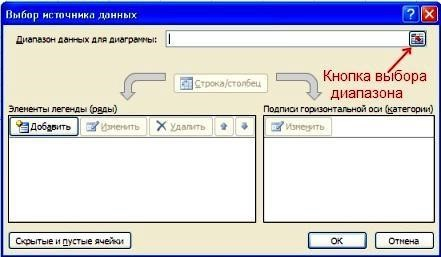 Выбор источника данных
Диапазон данных для диаграммы:
Кнопка выбора
диапазона
Строка/столбец
Элементы легенды (ряды)
Подписи горизонтальной оси (категории)
Добавить Изменить Удалить
Изменить
Скрытые и пустые ячейки
ОК
Отмена